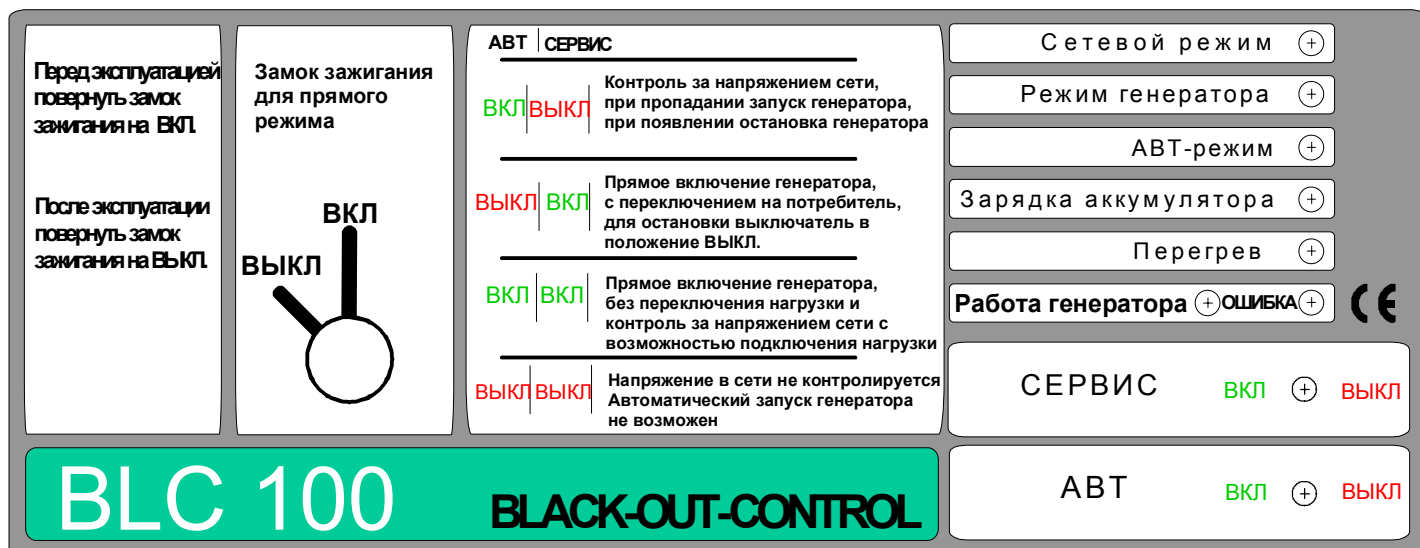 Перед эксплуатацией
повернуть замок
зажигания на ВКЛ.
После эксплуатации
повернуть замок
зажигания на ВЫКЛ.
Замок зажигания
для прямого
режима
ВКЛ
ВЫКЛ
АВТ СЕРВИС
ВКЛ ВЫКЛ
Контроль за напряжением сети,
при пропадании запуск генератора,
при появлении остановка генератора
ВЫКЛ ВКЛ
Прямое включение генератора,
с переключением на потребитель,
для остановки выключатель в
положение ВЫКЛ.
ВКЛ ВКЛ
Прямое включение генератора,
без переключения нагрузки и
контроль за напряжением сети с
возможностью подключения нагрузки
ВЫКЛ ВЫКЛ
Напряжение в сети не контролируется
Автоматический запуск генератора
не возможен
Сетевой режим
Режим генератора
АВТ-режим
Зарядка аккумулятора
Перегрев
Работа генератора ОШИБКА
CE
СЕРВИС ВКЛ ВЫКЛ
АВТ ВКЛ ВЫКЛ
BLC 100 BLACK-OUT-CONTROL